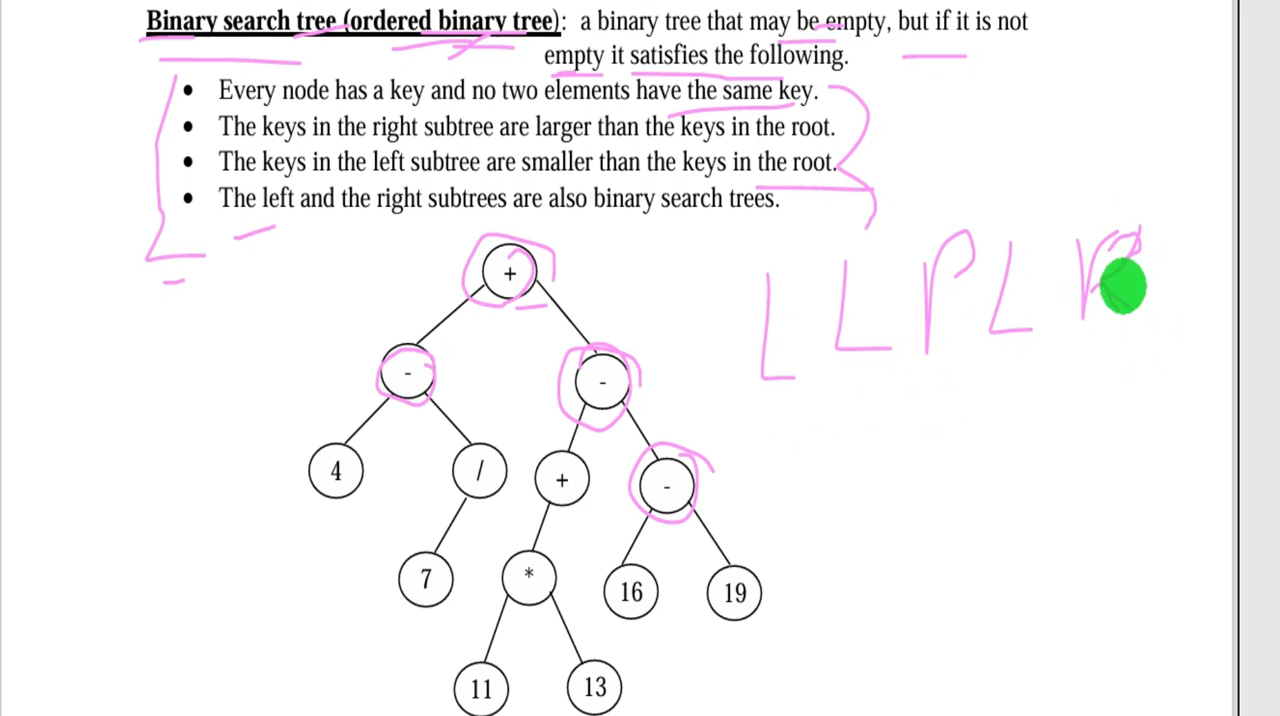 Binary search tree (ordered binary tree): a binary tree that may be empty, but if it is not
empty it satisfies the following.
• Every node has a key and no two elements have the same key.
• The keys in the right subtree are larger than the keys in the root.
• The keys in the left subtree are smaller than the keys in the root.
• The left and the right subtrees are also binary search trees.
+
L L P L
- -
4 / + -
7 * 16 19
11 13